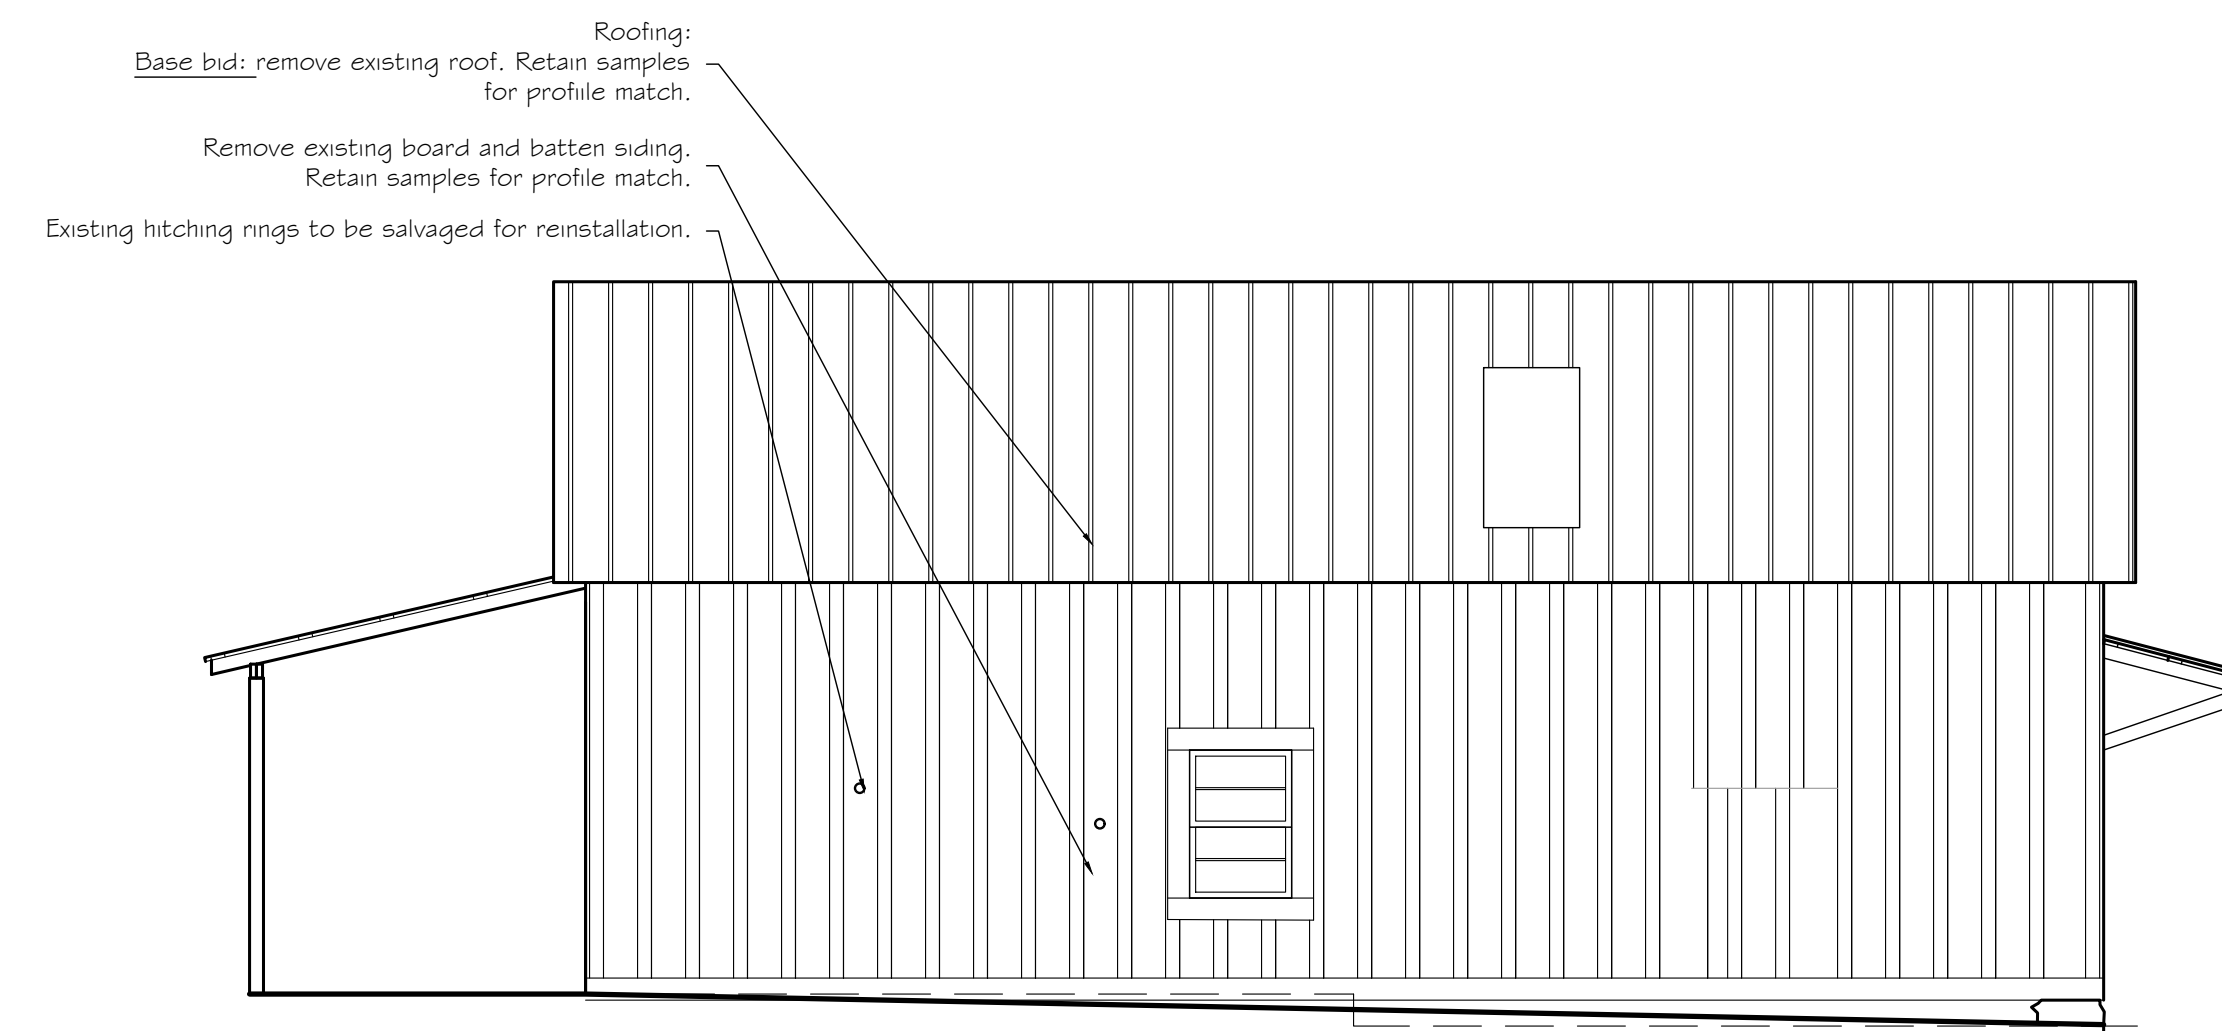 Roofing:
Base bid: remove existing roof. Retain samples
for profiile match.
Remove existing board and batten siding.
Retain samples for profile match.
Existing hitching rings to be salvaged for reinstallation.